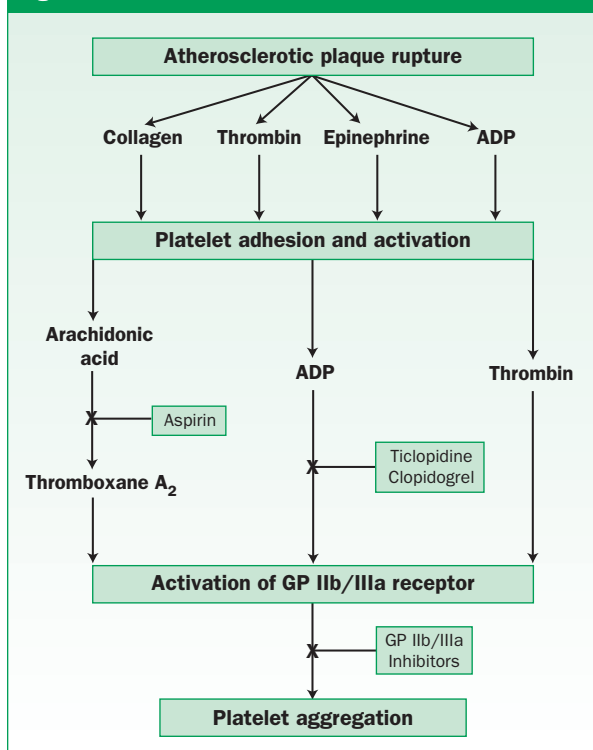 Atherosclerotic plaque rupture
Collagen Thrombin Epinephrine ADP
Platelet adhesion and activation
Arachidonic
acid
ADP
Thrombin
X
Aspirin
X
Ticlopidine
Clopidogrel
Thromboxane A₂
Activation of GP IIb/IIIa receptor
X
GP IIb/IIIa
Inhibitors
Platelet aggregation